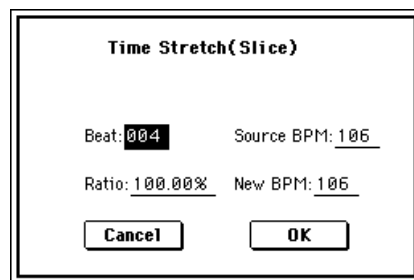 Time Stretch(Slice)
Beat: 004 Source BPM: 106
Ratio: 100.00% New BPM: 106
Cancel OK